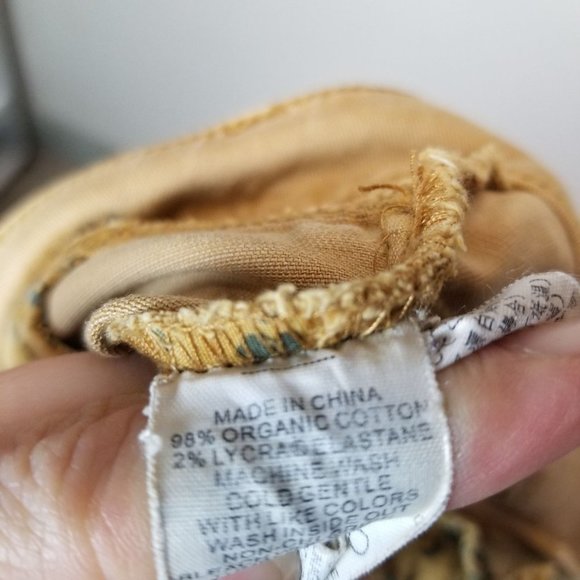 MADE IN CHINA
98% ORGANIC COTTON
2% LYCRA ELASTANE
MACHINE WASH
COLD GENTLE
WITH LIKE COLORS
WASH INSIDE OUT
BLEA